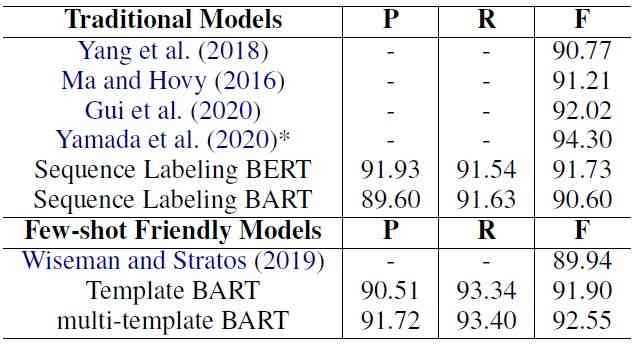 Traditional Models P R F
Yang et al. (2018) - - 90.77
Ma and Hovy (2016) - - 91.21
Gui et al. (2020) - - 92.02
Yamada et al. (2020)* - - 94.30
Sequence Labeling BERT 91.93 91.54 91.73
Sequence Labeling BART 89.60 91.63 90.60
Few-shot Friendly Models P R F
Wiseman and Stratos (2019) - - 89.94
Template BART 90.51 93.34 91.90
multi-template BART 91.72 93.40 92.55